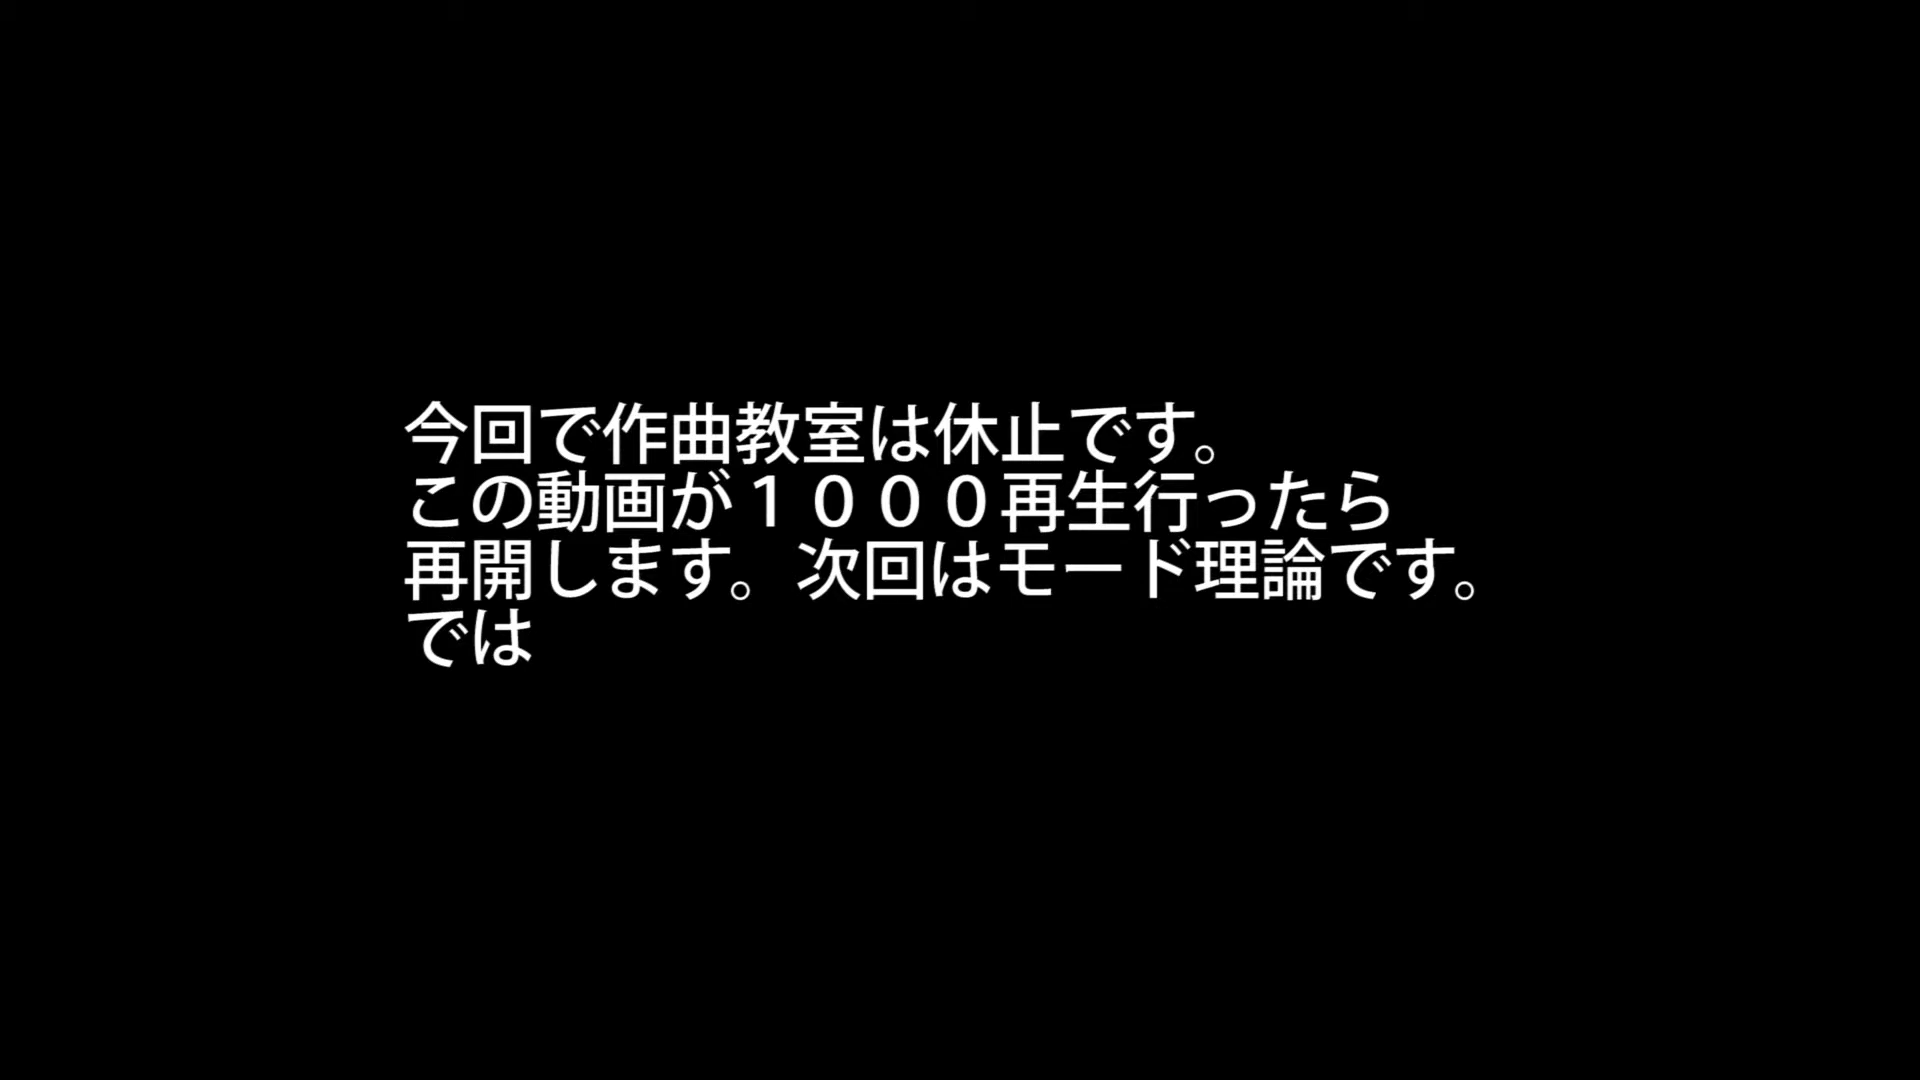 今回で作曲教室は休止です。
この動画が１０００再生行ったら
再開します。次回はモード理論です。
では